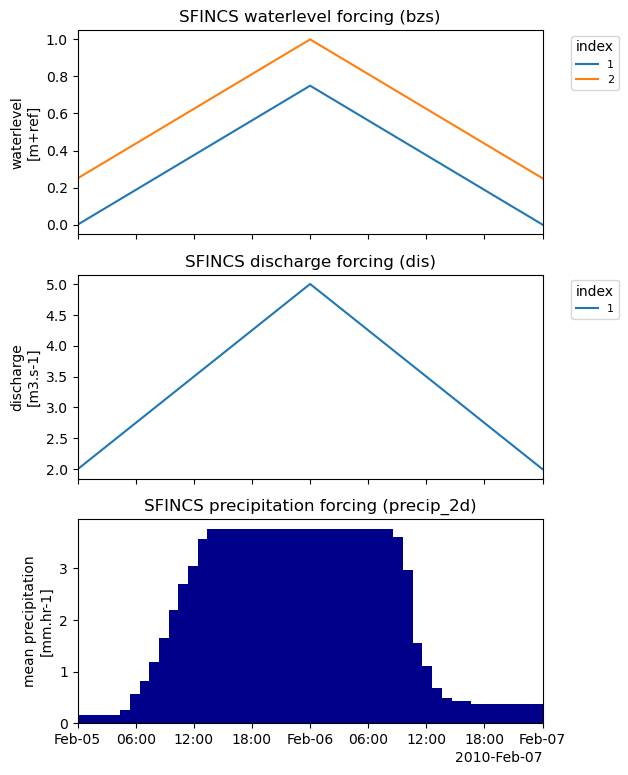 SFINCS waterlevel forcing (bzs)
waterlevel
[m+ref]
1.0
0.8
0.6
0.4
0.2
0.0
index
1
2
SFINCS discharge forcing (dis)
discharge
[m3.s-1]
5.0
4.5
4.0
3.5
3.0
2.5
2.0
index
1
SFINCS precipitation forcing (precip_2d)
mean precipitation
[mm.hr-1]
3
2
1
0
Feb-05 06:00 12:00 18:00 Feb-06 06:00 12:00 18:00 Feb-07
2010-Feb-07